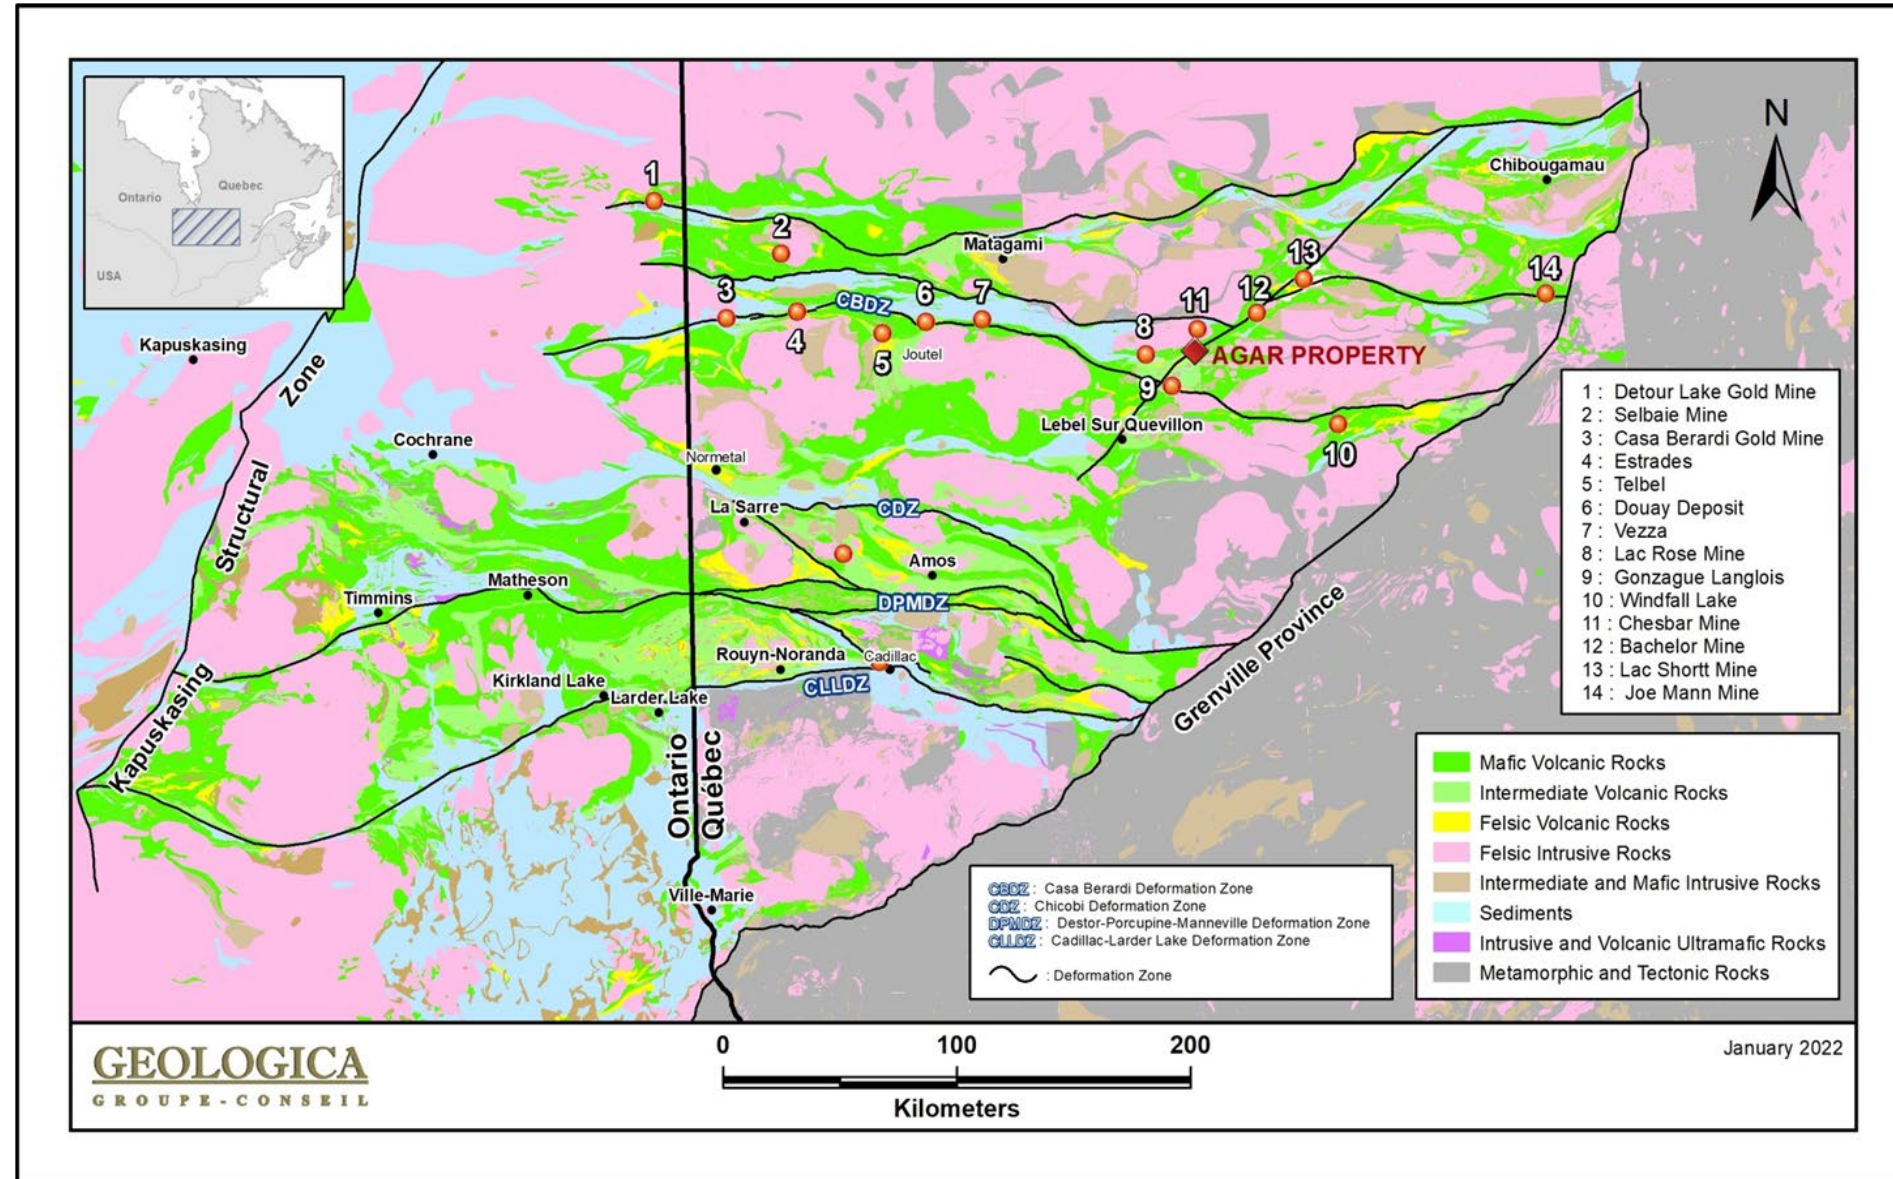 Ontario
Quebec
USA
N
Chibougamau
1
2
Matagami
13
14
3
CBDZ
6
7
11
12
8
4
5
Joutel
AGAR PROPERTY
9
Kapuskasing
Zone
Lebel Sur Quevillon
10
Cochrane
Normetal
Structural
La Sarre
CDZ
Amos
Matheson
Timmins
DPMDZ
Rouyn-Noranda
Cadillac
Kirkland Lake
CLLDZ
Larder Lake
Grenville Province
Kapuskasing
Ontario
Québec
Ville-Marie
1 : Detour Lake Gold Mine
2 : Selbaie Mine
3 : Casa Berardi Gold Mine
4 : Estrades
5 : Telbel
6 : Douay Deposit
7 : Vezza
8 : Lac Rose Mine
9 : Gonzague Langlois
10 : Windfall Lake
11 : Chesbar Mine
12 : Bachelor Mine
13 : Lac Shortt Mine
14 : Joe Mann Mine
Mafic Volcanic Rocks
Intermediate Volcanic Rocks
Felsic Volcanic Rocks
Felsic Intrusive Rocks
Intermediate and Mafic Intrusive Rocks
Sediments
Intrusive and Volcanic Ultramafic Rocks
Metamorphic and Tectonic Rocks
CBDZ : Casa Berardi Deformation Zone
CDZ : Chicobi Deformation Zone
DPMDZ : Destor-Porcupine-Manneville Deformation Zone
CLLDZ : Cadillac-Larder Lake Deformation Zone
: Deformation Zone
GEOLOGICA
GROUPE-CONSEIL
0 100 200
Kilometers
January 2022